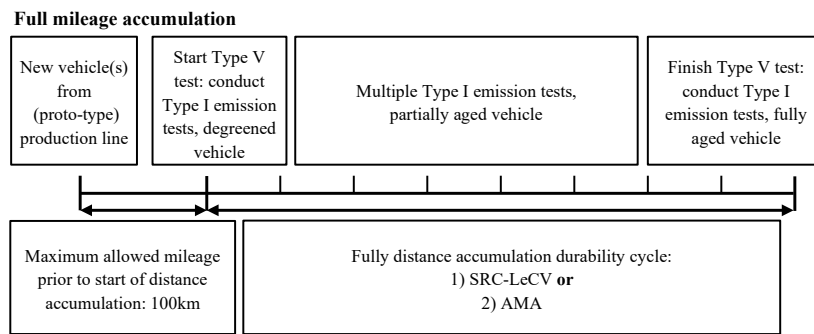 Full mileage accumulation
New vehicle(s)
from
(proto-type)
production line
Start Type V
test: conduct
Type I emission
tests, degreened
vehicle
Multiple Type I emission tests,
partially aged vehicle
Finish Type V test:
conduct Type I
emission tests, fully
aged vehicle
Maximum allowed mileage
prior to start of distance
accumulation: 100km
Fully distance accumulation durability cycle:
1) SRC-LeCV or
2) AMA